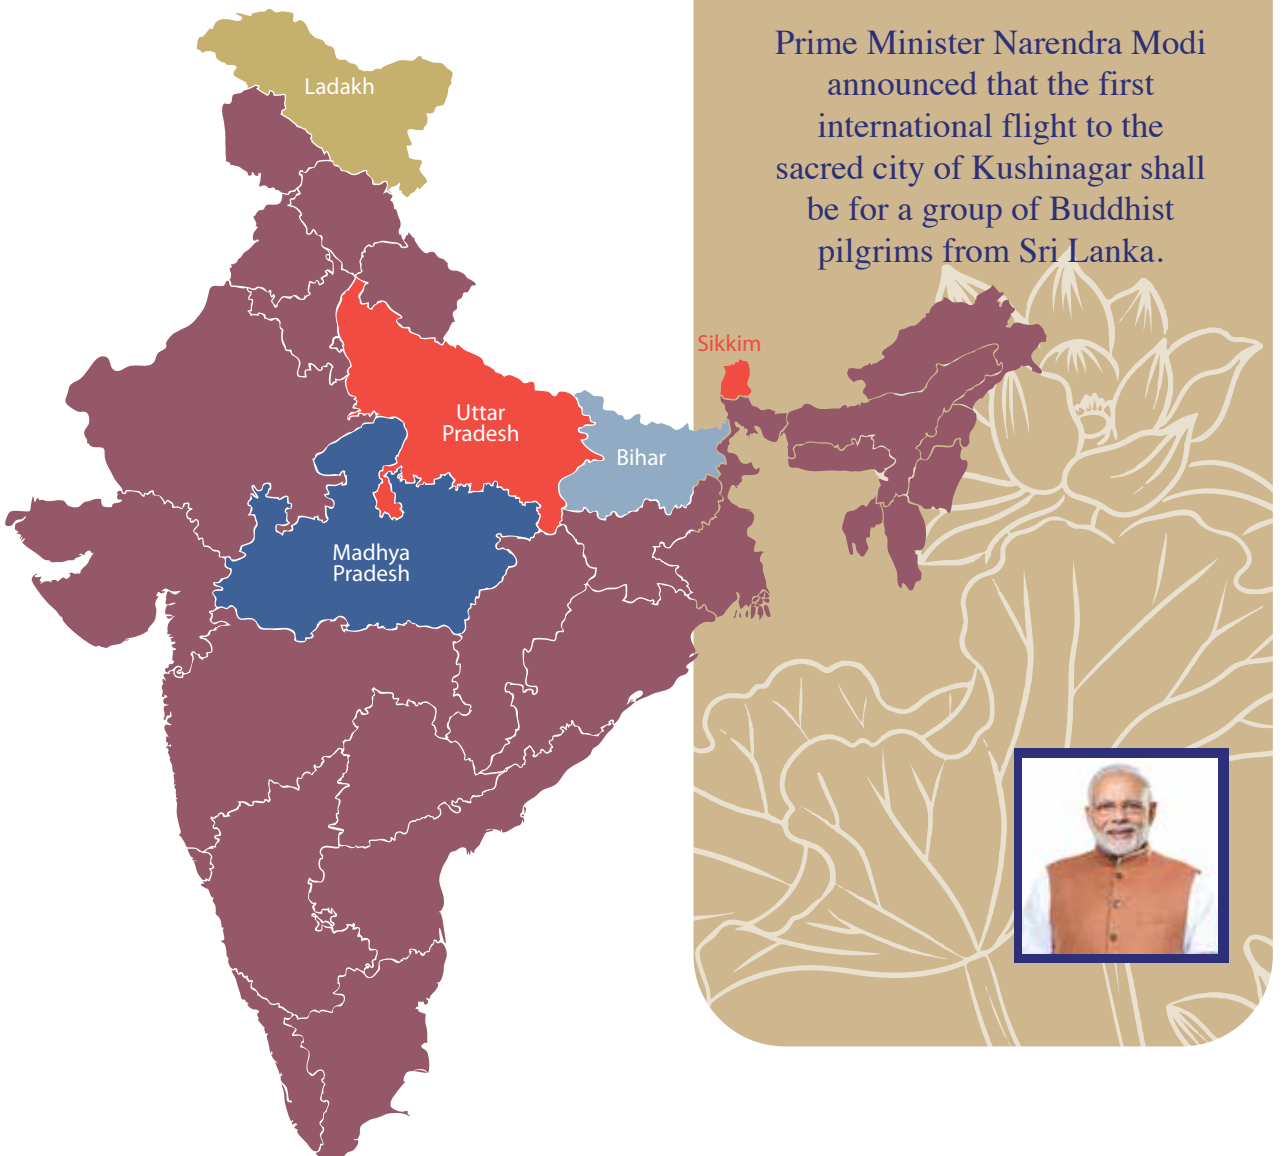 Prime Minister Narendra Modi
announced that the first
international flight to the
sacred city of Kushinagar shall
be for a group of Buddhist
pilgrims from Sri Lanka.
Ladakh
Sikkim
Uttar
Pradesh
Bihar
Madhya
Pradesh